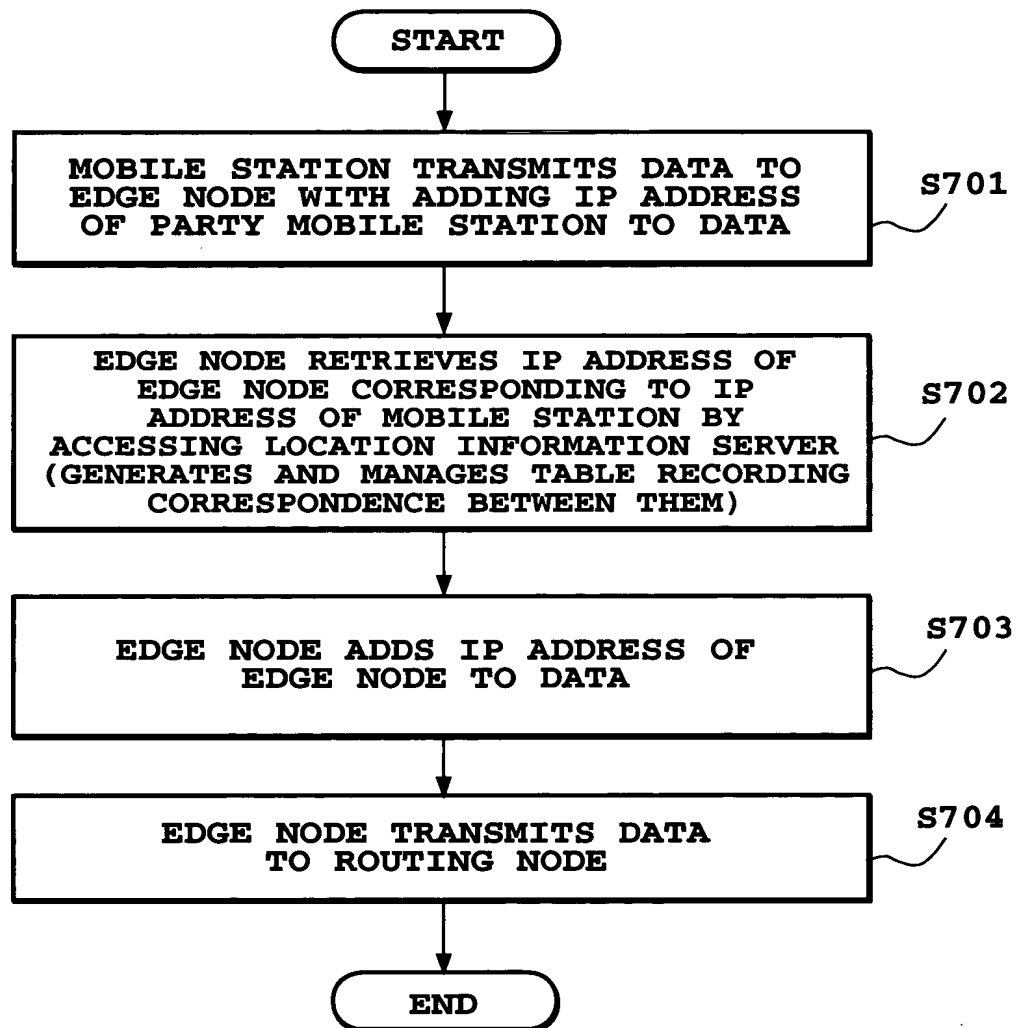 START
MOBILE STATION TRANSMITS DATA TO
EDGE NODE WITH ADDING IP ADDRESS
OF PARTY MOBILE STATION TO DATA
S701
EDGE NODE RETRIEVES IP ADDRESS OF
EDGE NODE CORRESPONDING TO IP
ADDRESS OF MOBILE STATION BY
ACCESSING LOCATION INFORMATION SERVER
(GENERATES AND MANAGES TABLE RECORDING
CORRESPONDENCE BETWEEN THEM)
S702
EDGE NODE ADDS IP ADDRESS OF
EDGE NODE TO DATA
S703
EDGE NODE TRANSMITS DATA
TO ROUTING NODE
S704
END